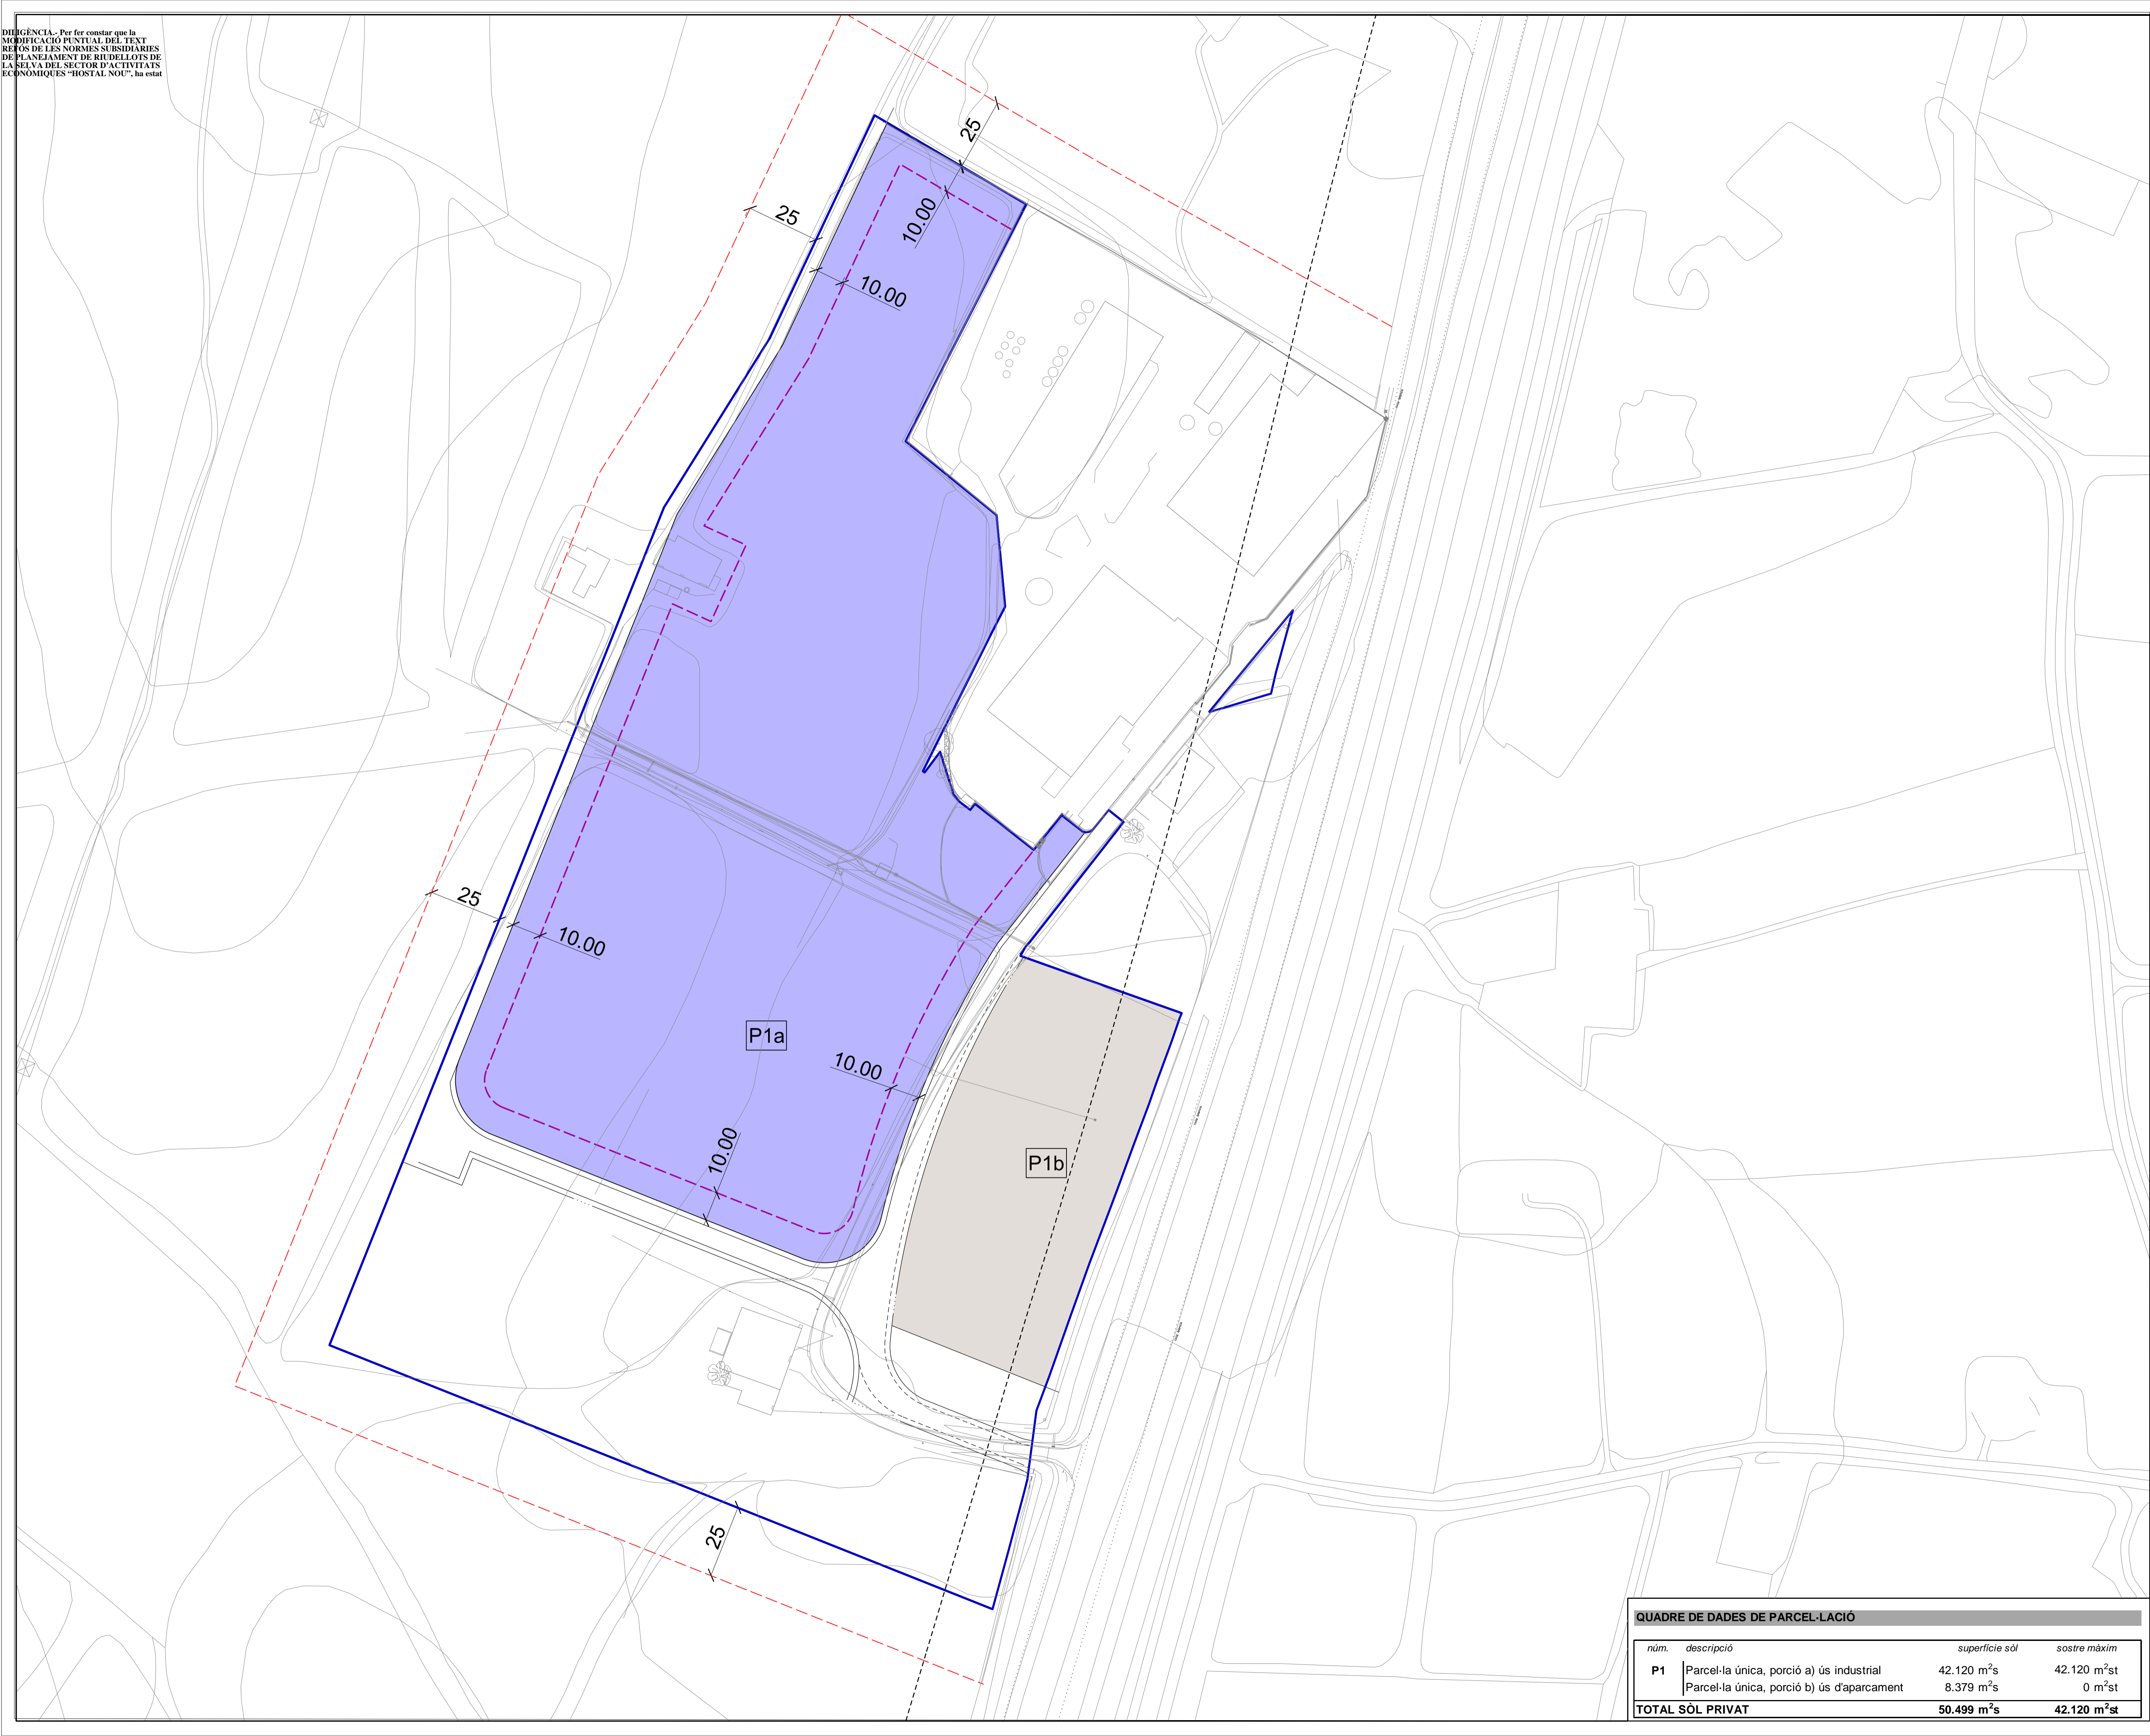 DILIGÈNCIA.- Per fer constar que la
MODIFICACIÓ PUNTUAL DEL TEXT
REFÓS DE LES NORMES SUBSIDIÀRIES
DE PLANEJAMENT DE RIUDELLOTS DE
LA SELVA DEL SECTOR D'ACTIVITATS
ECONÒMIQUES “HOSTAL NOU”, ha estat
25
10.00
25
10.00
25
10.00
P1a
10.00
10.00
P1b
25
QUADRE DE DADES DE PARCEL·LACIÓ
núm. descripció superfície sòl sostre màxim
P1 Parcel·la única, porció a) ús industrial 42.120 m²s 42.120 m²st
Parcel·la única, porció b) ús d'aparcament 8.379 m²s 0 m²st
TOTAL SÒL PRIVAT 50.499 m²s 42.120 m²st